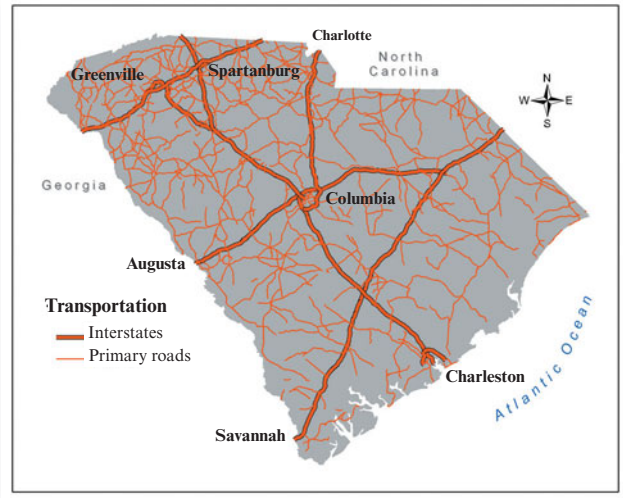 Charlotte
North
Carolina
Greenville
Spartanburg
N
W E
S
Georgia
Columbia
Augusta
Transportation
Interstates
Primary roads
Atlantic Ocean
Charleston
Savannah